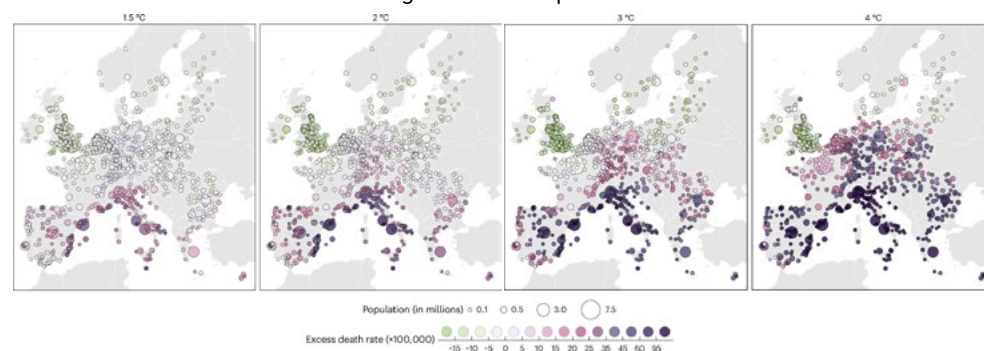 1.5 °C
2 °C
3 °C
4 °C
Population (in millions) 0.1 0.5 3.0 7.5
Excess death rate (×100,000)
-15 -10 -5 0 5 10 15 20 25 35 45 60 95